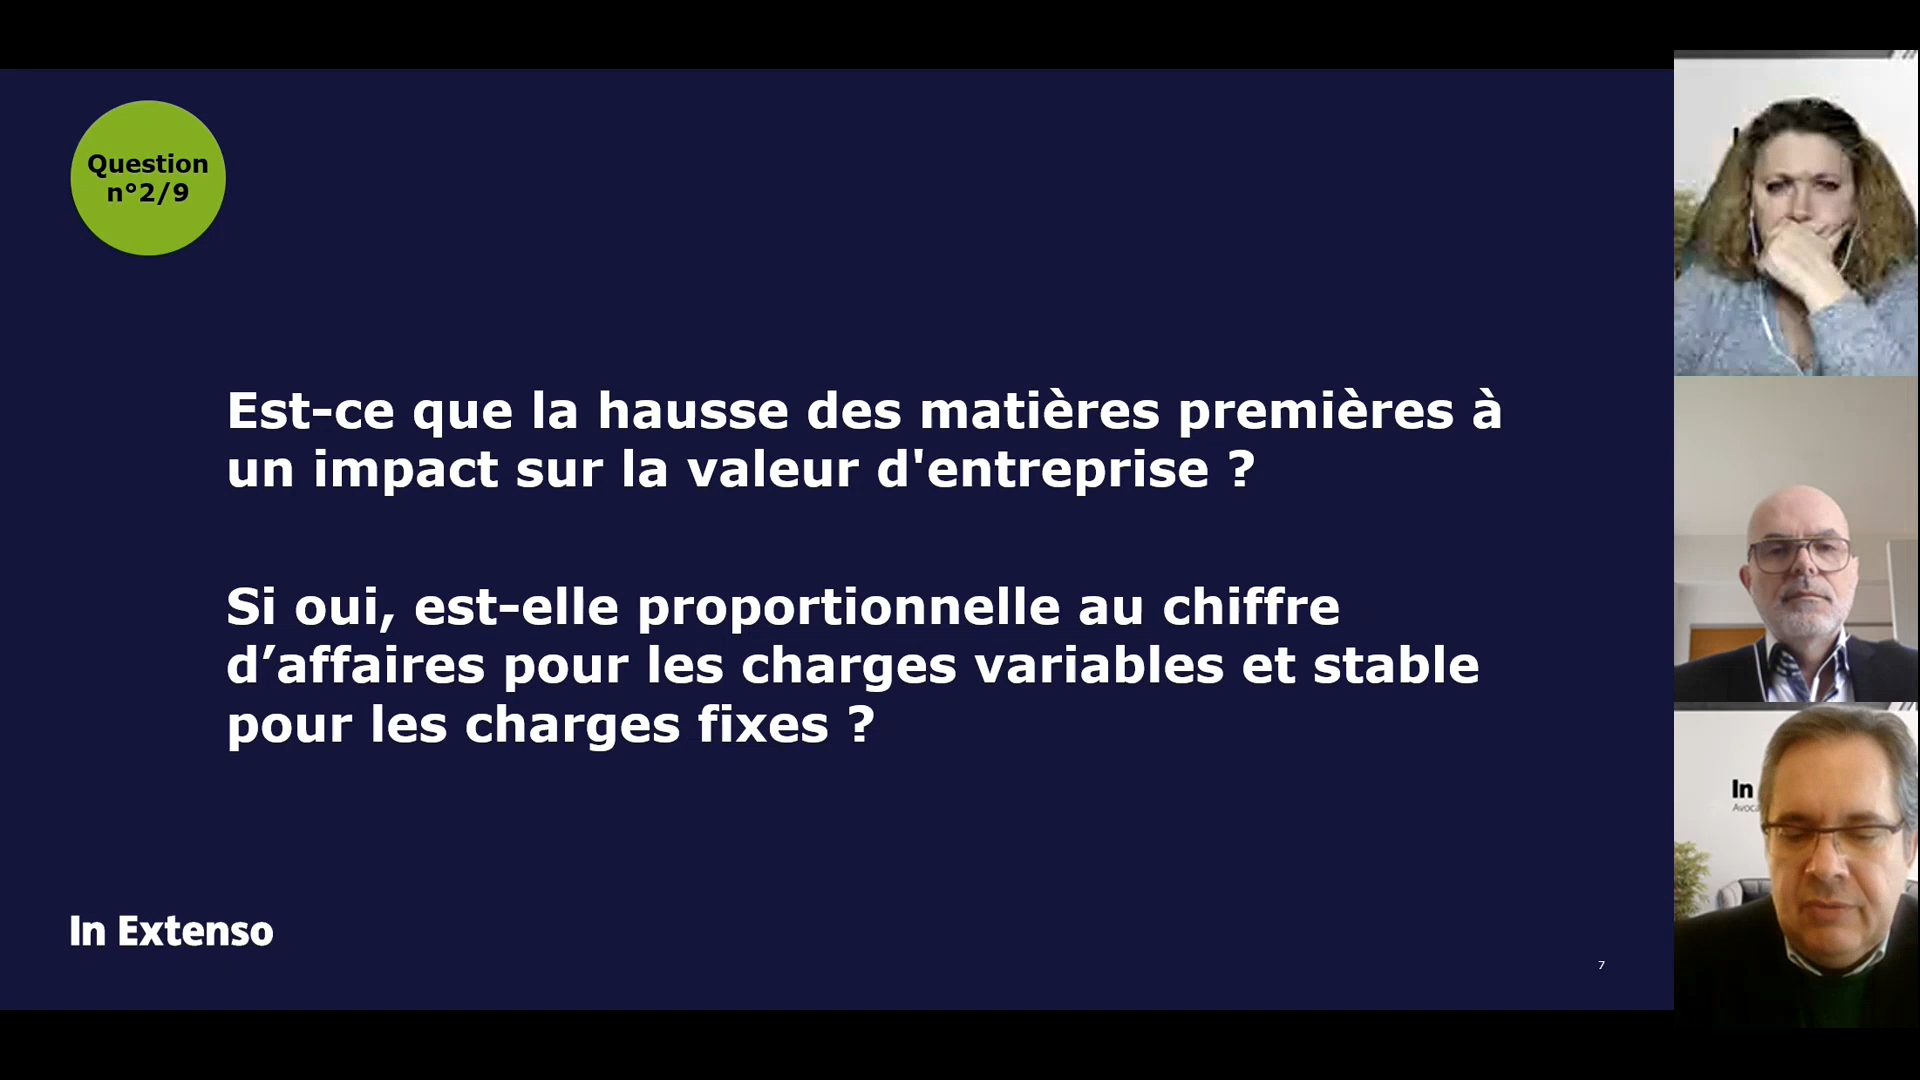 Question
n°2/9
Est-ce que la hausse des matières premières à
un impact sur la valeur d'entreprise ?
Si oui, est-elle proportionnelle au chiffre
d’affaires pour les charges variables et stable
pour les charges fixes ?
In Extenso
7
In